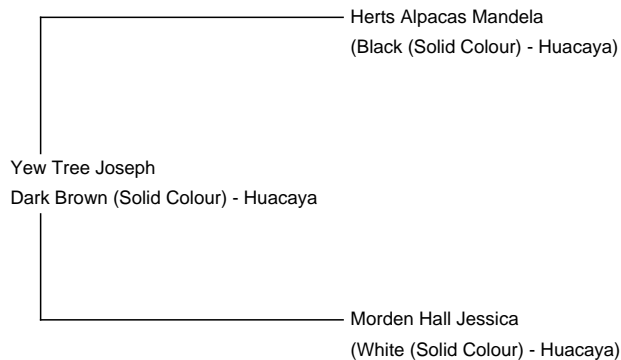 Herts Alpacas Mandela
(Black (Solid Colour) - Huacaya)
Yew Tree Joseph
Dark Brown (Solid Colour) - Huacaya
Morden Hall Jessica
(White (Solid Colour) - Huacaya)